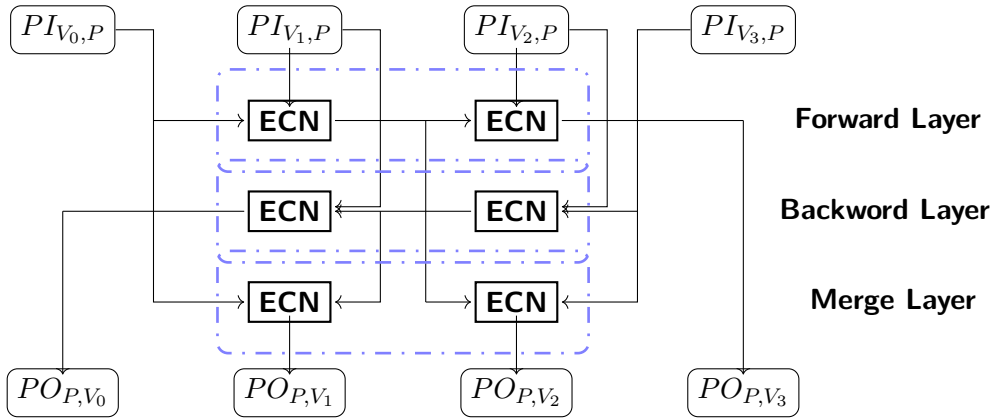 PI_{V_0,P} PI_{V_1,P} PI_{V_2,P} PI_{V_3,P}
ECN ECN Forward Layer
ECN ECN Backword Layer
ECN ECN Merge Layer
PO_{P,V_0} PO_{P,V_1} PO_{P,V_2} PO_{P,V_3}